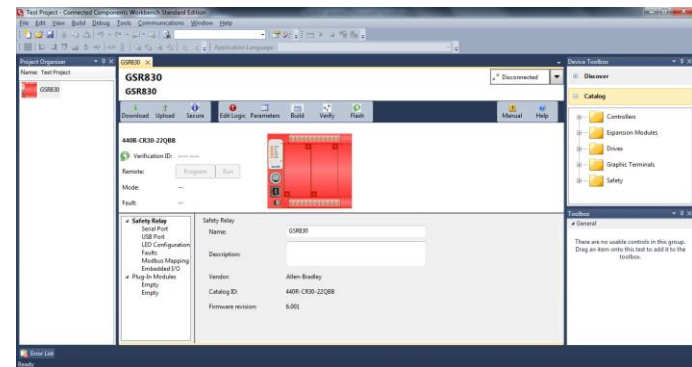 Test Project - Connected Components Workbench Standard Edition
File Edit View Build Debug Tools Communications Window Help
Application Language:
Project Organizer
Name: Test Project
GSR830
GSR830
GSR830
GSR830
Disconnected
Download Upload Secure Edit Logic Parameters Build Verify Flash Manual Help
440R-CR30-22QBB
Verification ID: ---- ----
Remote: Program Run
Mode: --
Fault: --
Safety Relay
Serial Port
USB Port
LED Configuration
Faults
Modbus Mapping
Embedded I/O
Plug-In Modules
Empty
Empty
Safety Relay
Name: GSR830
Description:
Vendor: Allen-Bradley
Catalog ID: 440R-CR30-22QBB
Firmware revision: 6.001
Device Toolbox
Discover
Catalog
Controllers
Expansion Modules
Drives
Graphic Terminals
Safety
Toolbox
General
There are no usable controls in this group.
Drag an item onto this text to add it to the
toolbox.
Error List
Ready